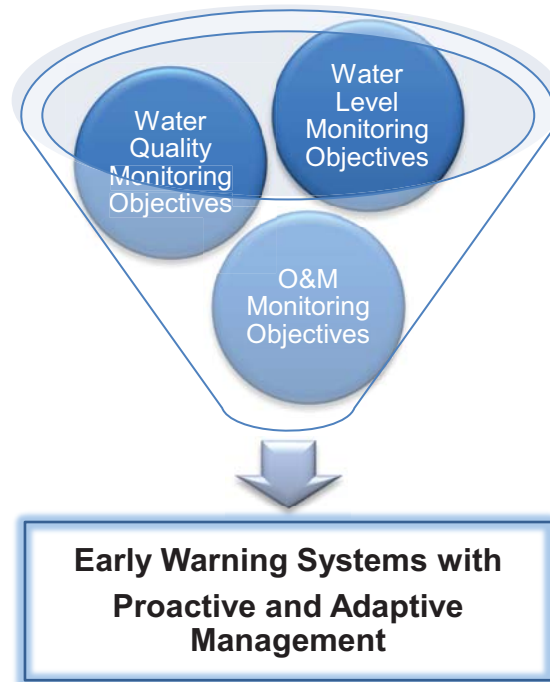 Water
Level
Monitoring
Objectives
Water
Quality
Monitoring
Objectives
O&M
Monitoring
Objectives
Early Warning Systems with
Proactive and Adaptive
Management